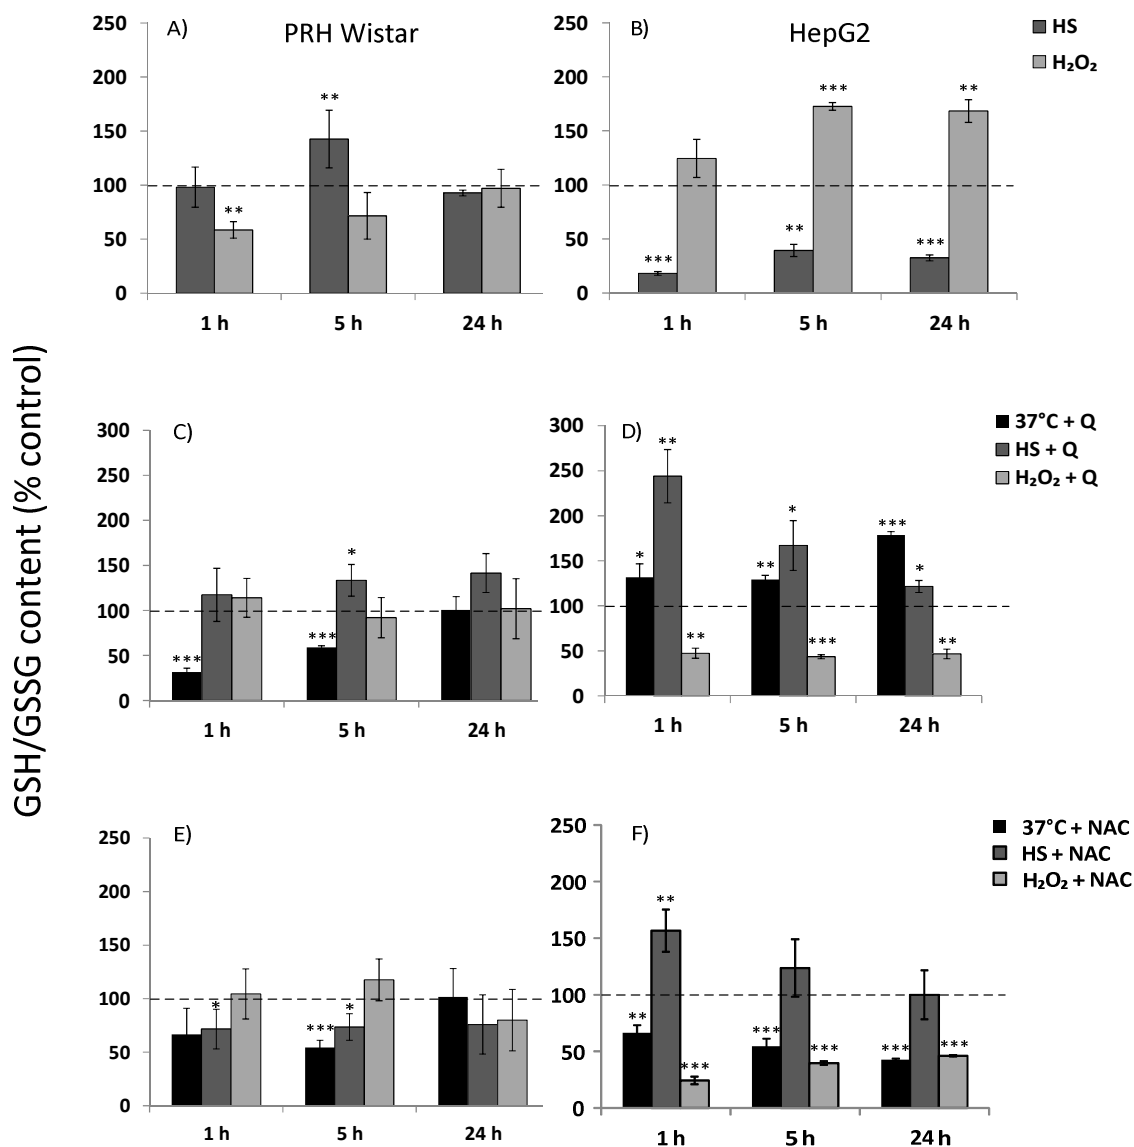 GSH/GSSG content (% control)
A)
PRH Wistar
250
200
150
100
50
0
**
**
1 h
5 h
24 h
B)
HepG2
HS
H₂O₂
250
200
150
100
50
0
***
**
***
**
***
1 h
5 h
24 h
C)
300
250
200
150
100
50
0
***
***
*
1 h
5 h
24 h
D)
37°C + Q
HS + Q
H₂O₂ + Q
300
250
200
150
100
50
0
*
**
**
**
*
***
***
*
**
1 h
5 h
24 h
E)
250
200
150
100
50
0
*
***
*
1 h
5 h
24 h
F)
37°C + NAC
HS + NAC
H₂O₂ + NAC
250
200
150
100
50
0
**
**
***
***
***
***
***
1 h
5 h
24 h